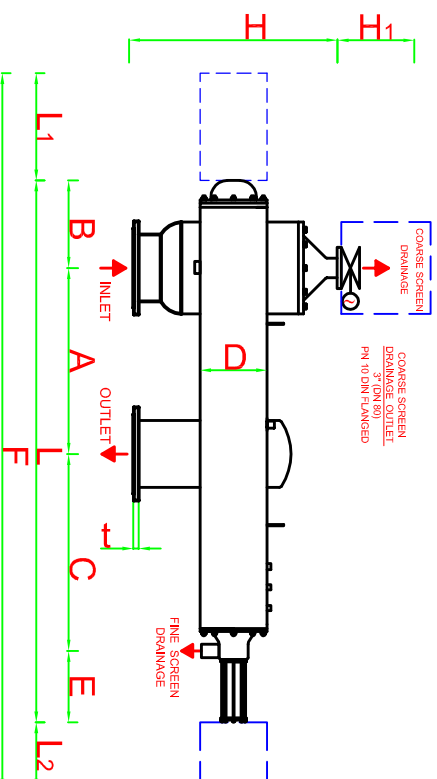 H
H1
L1
B
A
L
F
C
E
L2
D
t
INLET
OUTLET
COARSE SCREEN
DRAINAGE
COARSE SCREEN
DRAINAGE OUTLET
3" (DN 80)
PN 10 DIN FLANGED
FINE SCREEN
DRAINAGE
~